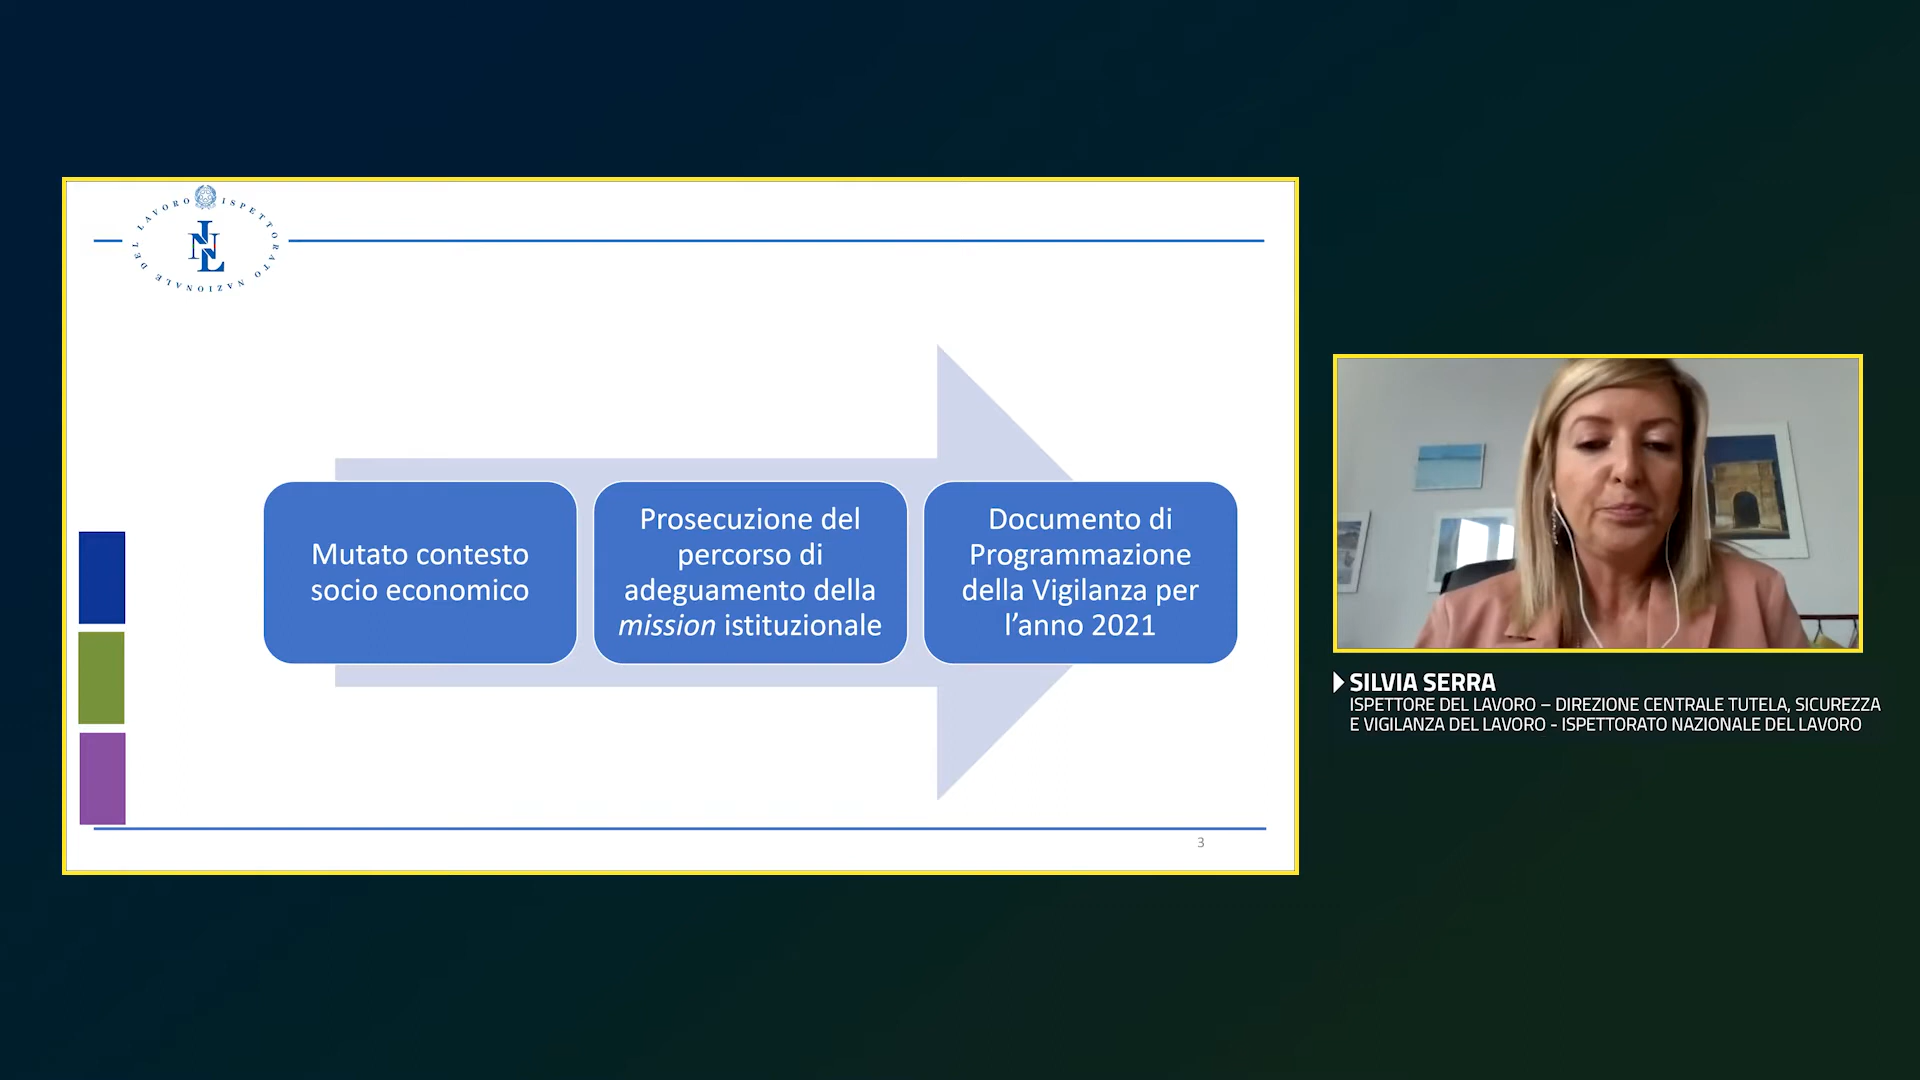 ISPETTORATO NAZIONALE DEL LAVORO
INL
Mutato contesto
socio economico
Prosecuzione del
percorso di
adeguamento della
mission istituzionale
Documento di
Programmazione
della Vigilanza per
l’anno 2021
3
SILVIA SERRA
ISPETTORE DEL LAVORO – DIREZIONE CENTRALE TUTELA, SICUREZZA
E VIGILANZA DEL LAVORO - ISPETTORATO NAZIONALE DEL LAVORO